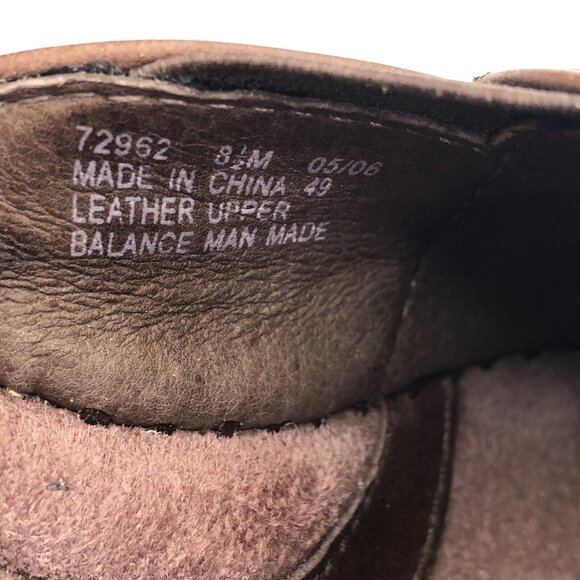 72962 8½M 05/06
MADE IN CHINA 49
LEATHER UPPER
BALANCE MAN MADE